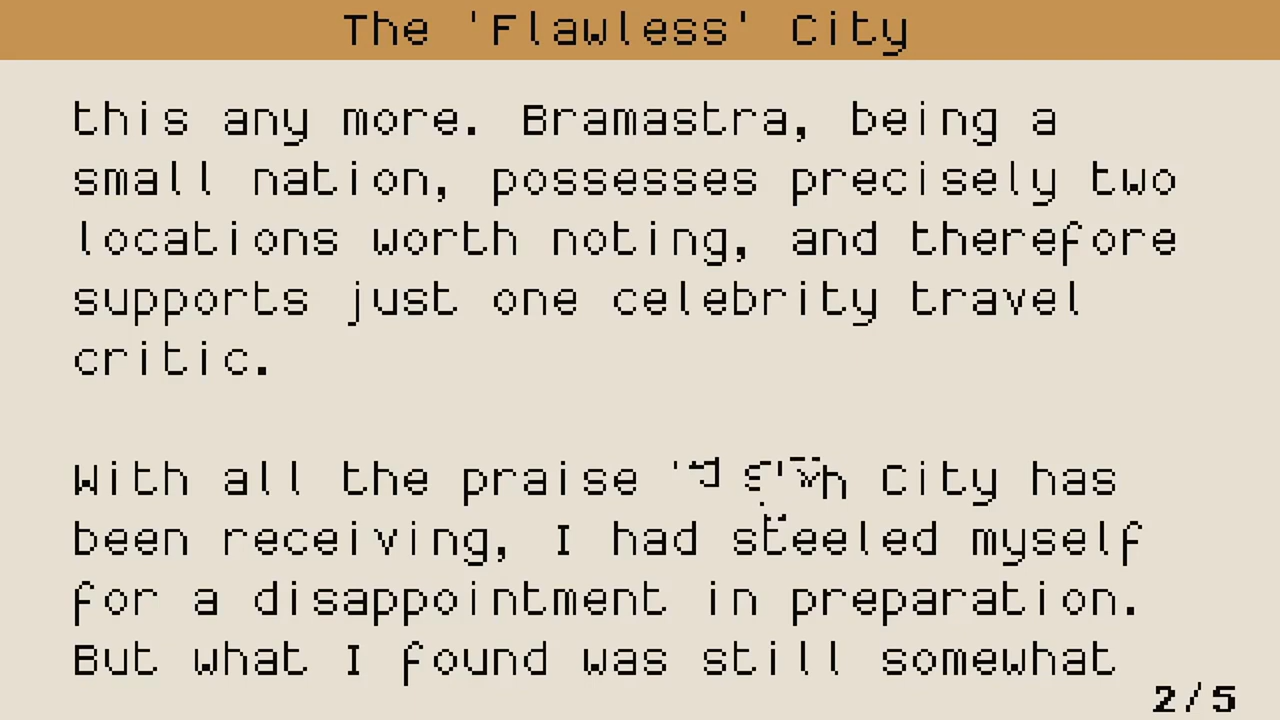 The 'Flawless' City
this any more. Bramastra, being a
small nation, possesses precisely two
locations worth noting, and therefore
supports just one celebrity travel
critic.
With all the praise City has
been receiving, I had steeled myself
for a disappointment in preparation.
But what I found was still somewhat
2/5